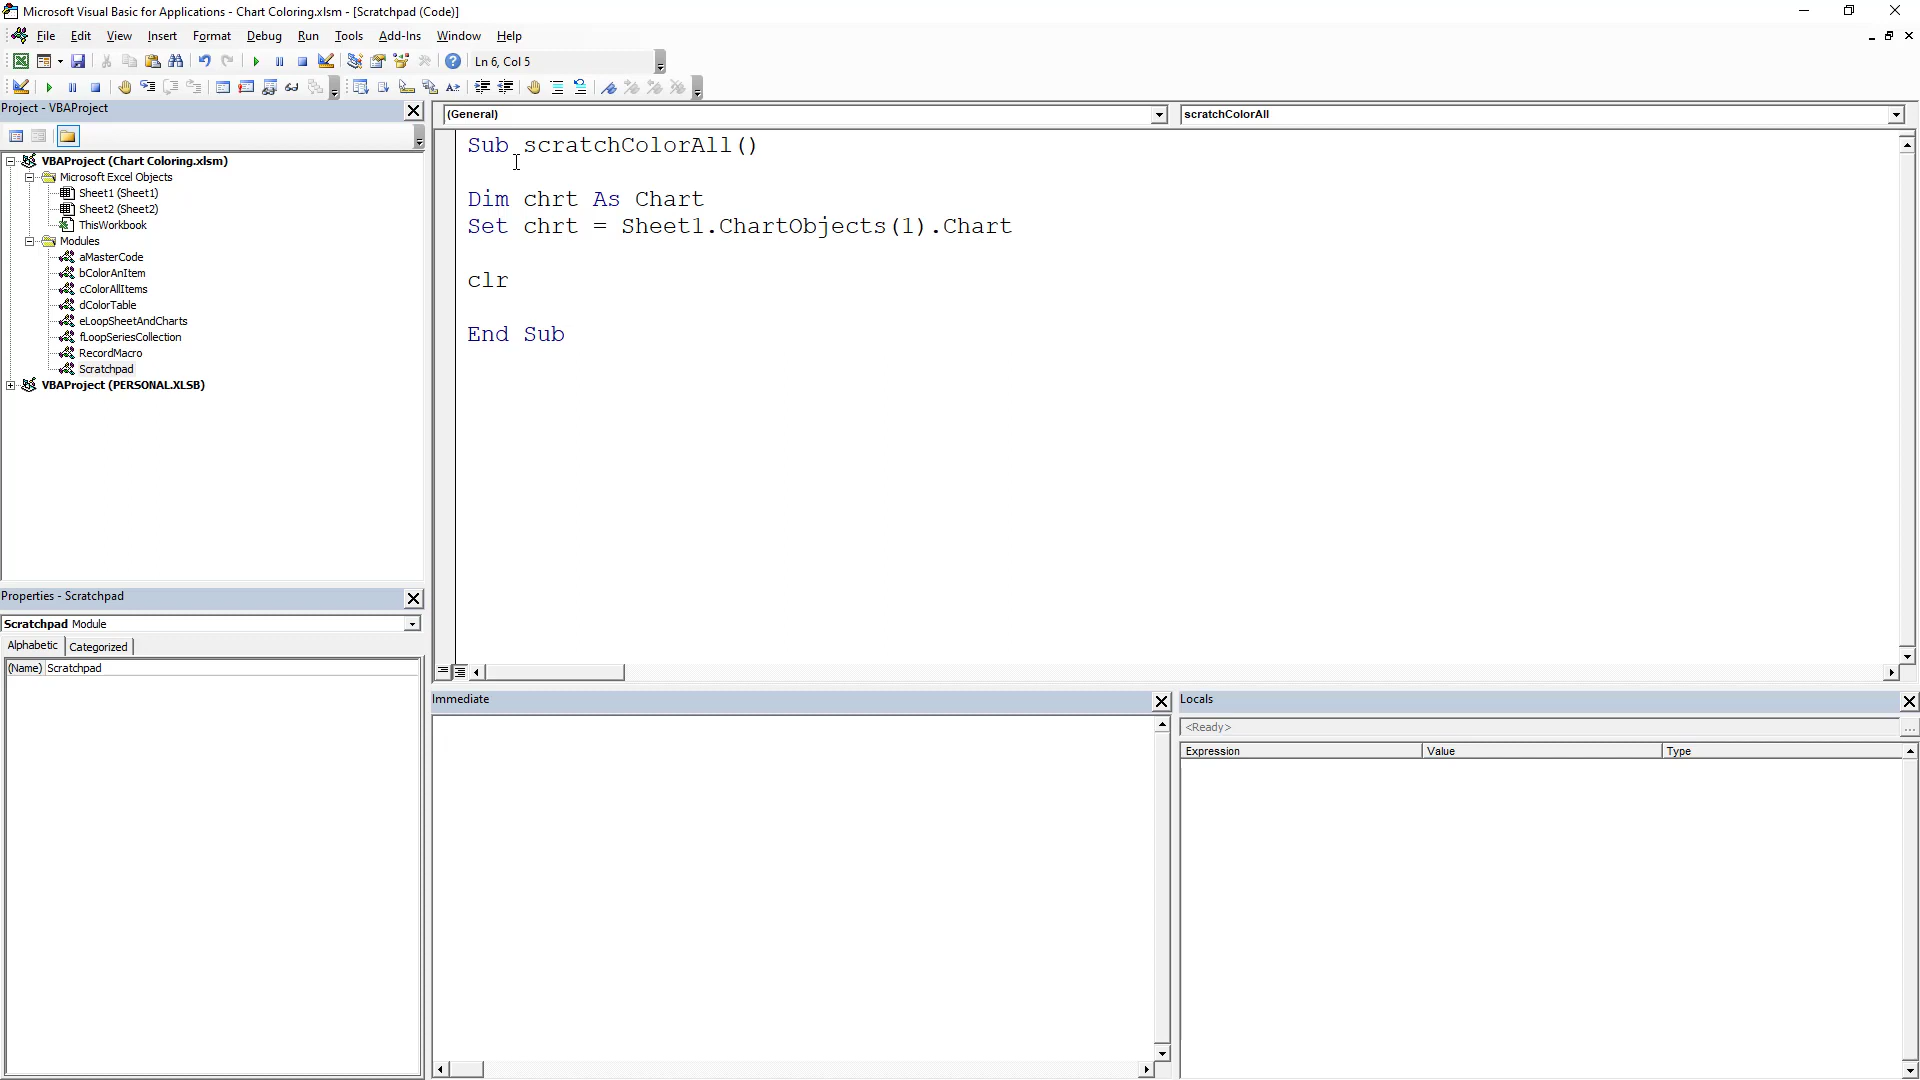 Microsoft Visual Basic for Applications - Chart Coloring.xlsm - [Scratchpad (Code)]
File Edit View Insert Format Debug Run Tools Add-Ins Window Help
Ln 6, Col 5
Project - VBAProject
(General) scratchColorAll
VBAProject (Chart Coloring.xlsm)
Microsoft Excel Objects
Sheet1 (Sheet1)
Sheet2 (Sheet2)
ThisWorkbook
Modules
aMasterCode
bColorAnItem
cColorAllItems
dColorTable
eLoopSheetAndCharts
fLoopSeriesCollection
RecordMacro
Scratchpad
VBAProject (PERSONAL.XLSB)
Sub scratchColorAll()
Dim chrt As Chart
Set chrt = Sheet1.ChartObjects(1).Chart
clr
End Sub
Properties - Scratchpad
Scratchpad Module
Alphabetic Categorized
(Name) Scratchpad
Immediate
Locals
<Ready>
Expression Value Type